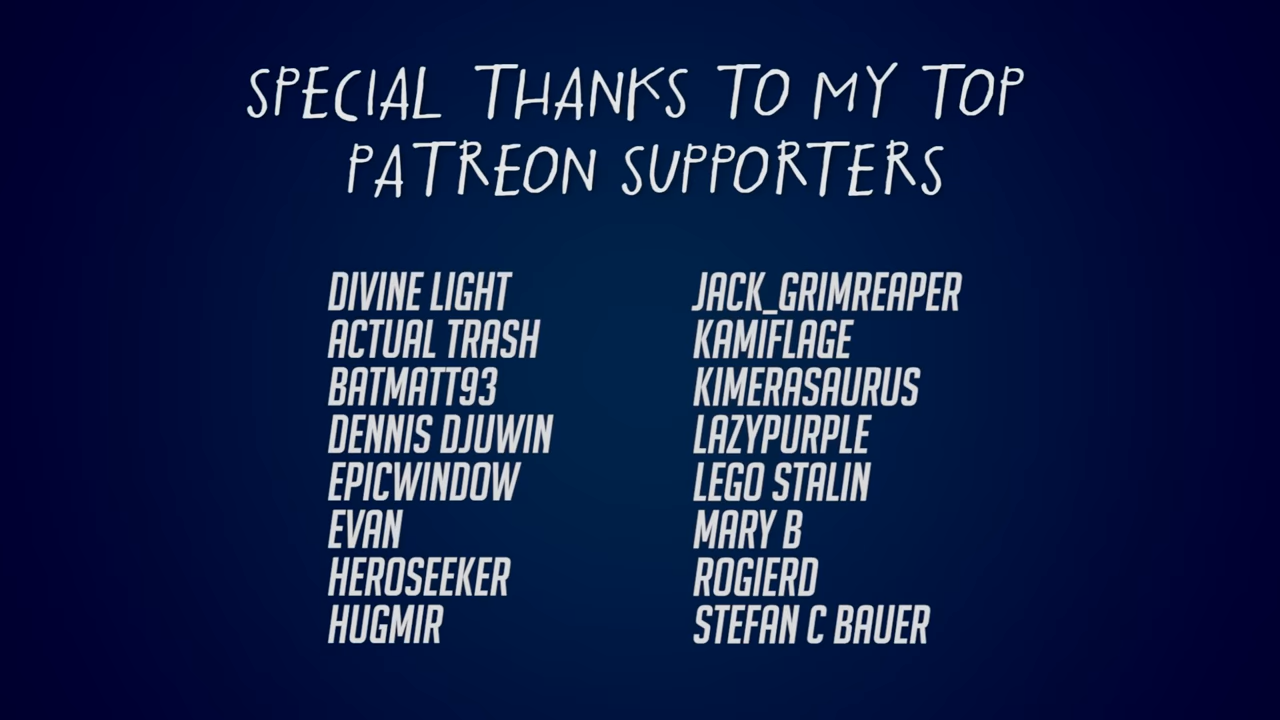 SPECIAL THANKS TO MY TOP
PATREON SUPPORTERS
DIVINE LIGHT
ACTUAL TRASH
BATMATT93
DENNIS DJUWIN
EPICWINDOW
EVAN
HEROSEEKER
HUGMIR
JACK_GRIMREAPER
KAMIFLAGE
KIMERASAURUS
LAZYPURPLE
LEGO STALIN
MARY B
ROGIERD
STEFAN C BAUER